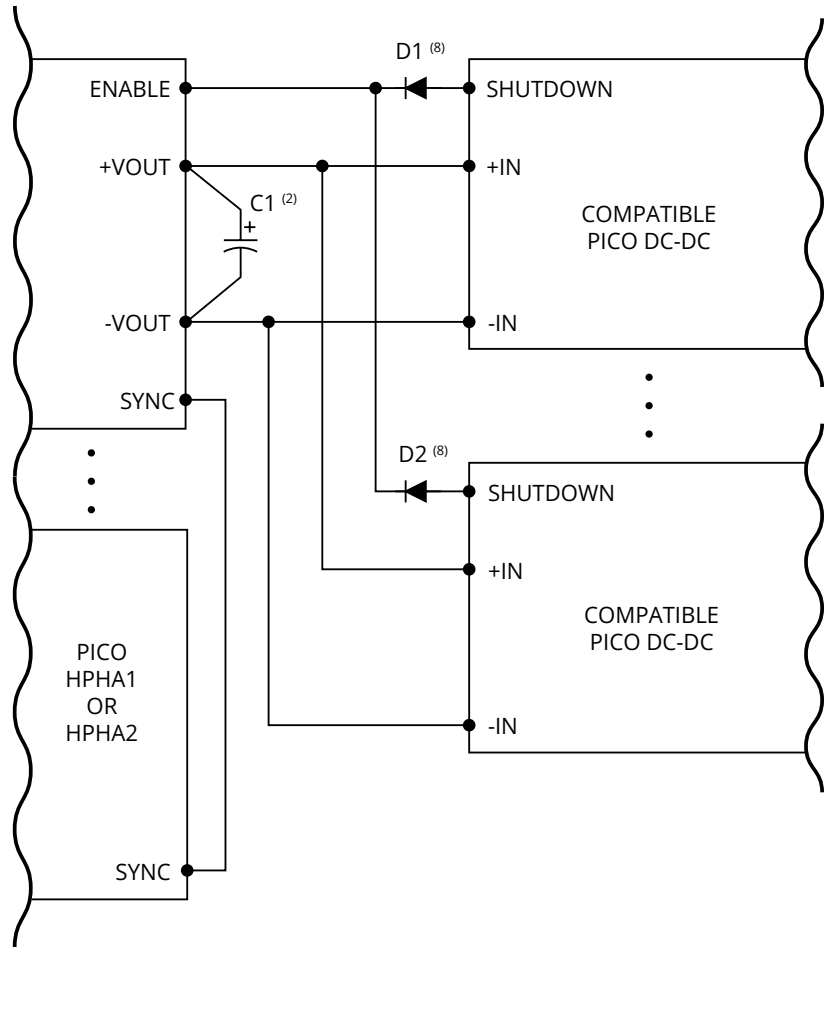 D1 (8)
ENABLE
SHUTDOWN
+VOUT
+IN
C1 (2)
+
COMPATIBLE
PICO DC-DC
-VOUT
-IN
SYNC
D2 (8)
SHUTDOWN
+IN
COMPATIBLE
PICO DC-DC
PICO
HPHA1
OR
HPHA2
-IN
SYNC